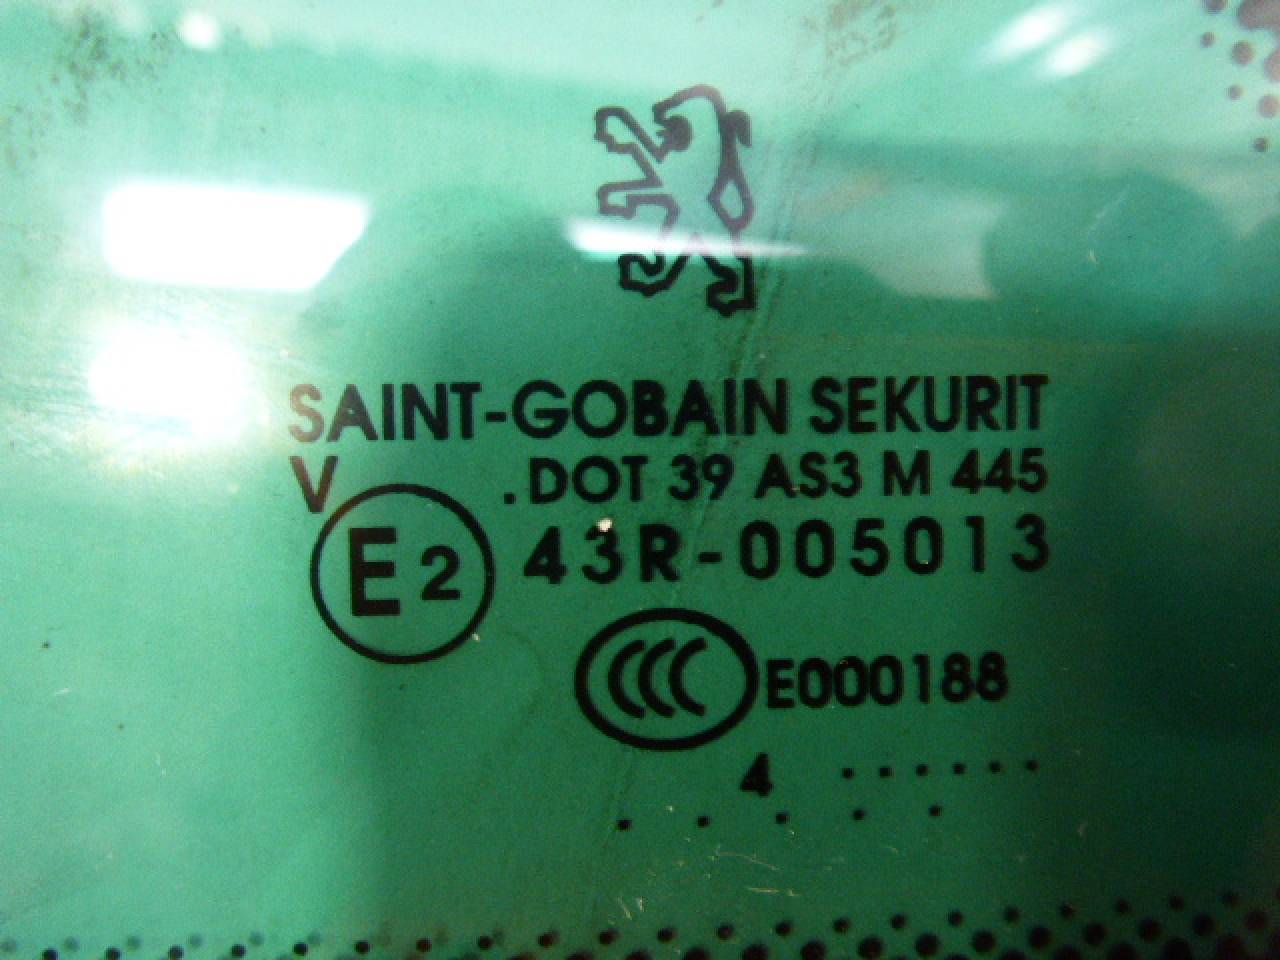 SAINT-GOBAIN SEKURIT
V .DOT 39 AS3 M 445
E2 43R-005013
CCC E000188
4 . . . . . .
. . . . .